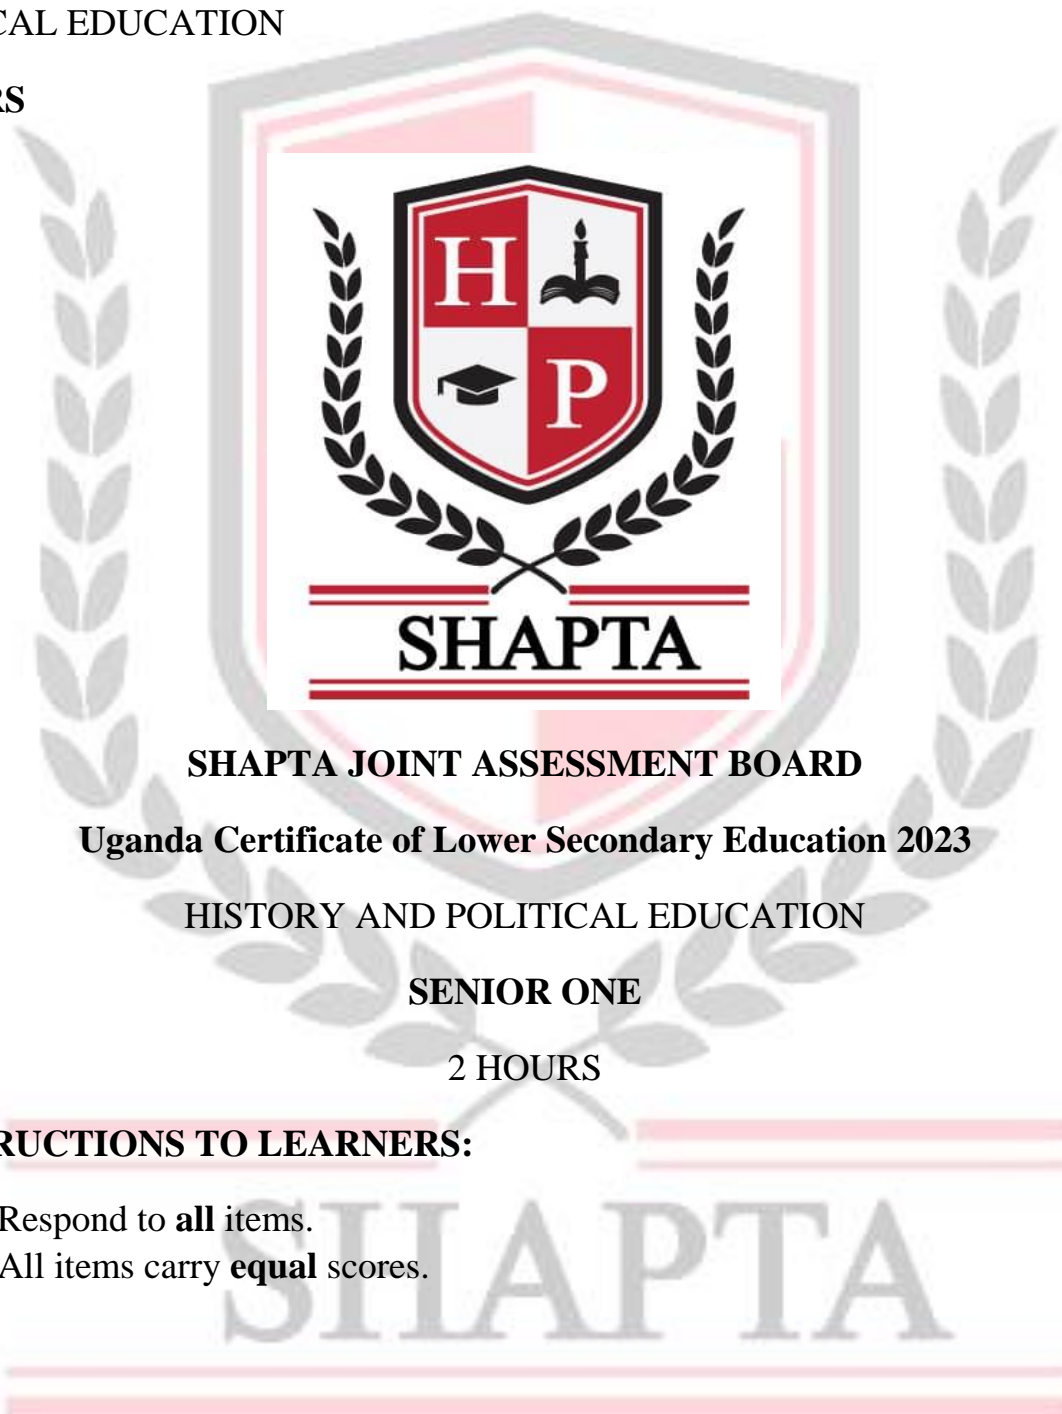 CAL EDUCATION
RS
H
P
SHAPTA
SHAPTA JOINT ASSESSMENT BOARD
Uganda Certificate of Lower Secondary Education 2023
HISTORY AND POLITICAL EDUCATION
SENIOR ONE
2 HOURS
RUCTIONS TO LEARNERS:
Respond to all items.
All items carry equal scores.
SHAPTA